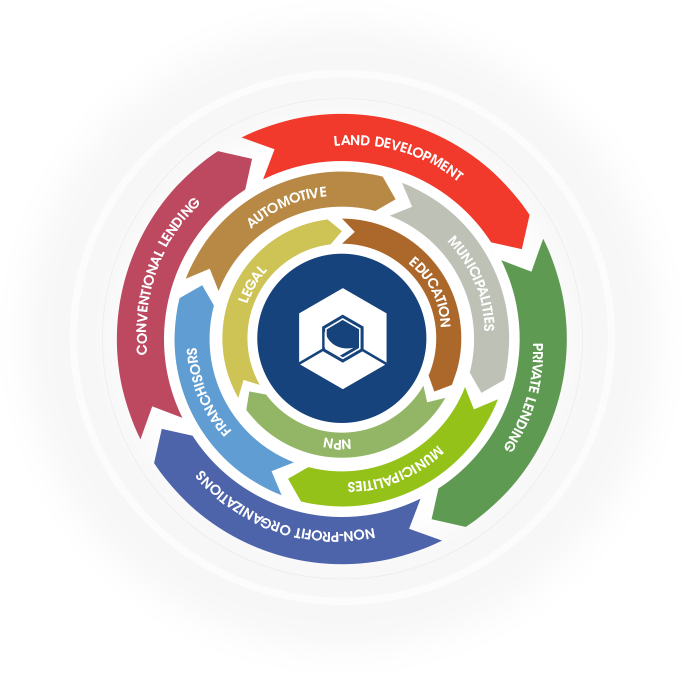 LAND DEVELOPMENT
PRIVATE LENDING
NON-PROFIT ORGANIZATIONS
CONVENTIONAL LENDING
AUTOMOTIVE
MUNICIPALITIES
MUNICIPALITIES
FRANCHISORS
LEGAL
EDUCATION
NPN